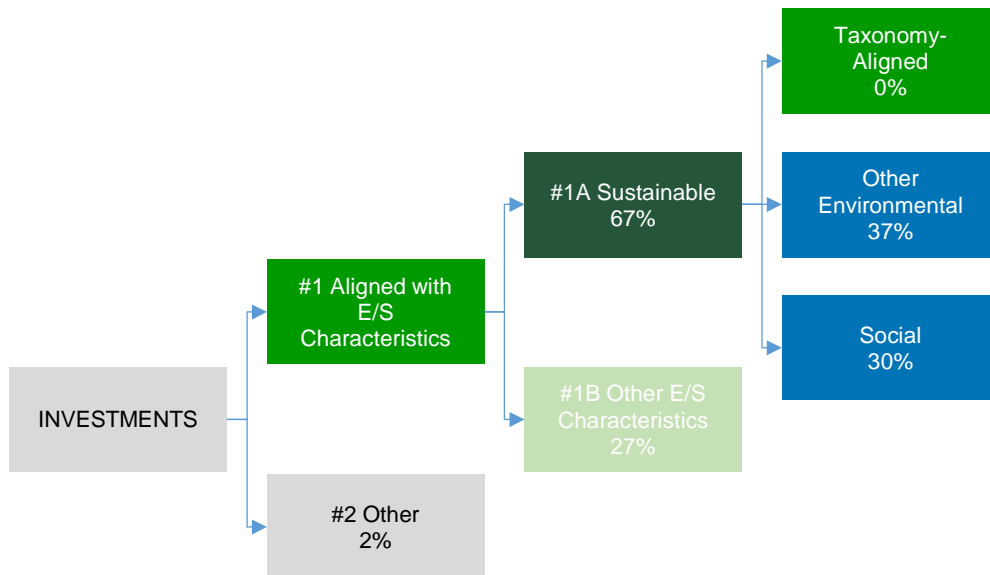 Taxonomy-
Aligned
0%
#1A Sustainable
67%
Other
Environmental
37%
#1 Aligned with
E/S
Characteristics
Social
30%
INVESTMENTS
#1B Other E/S
Characteristics
27%
#2 Other
2%